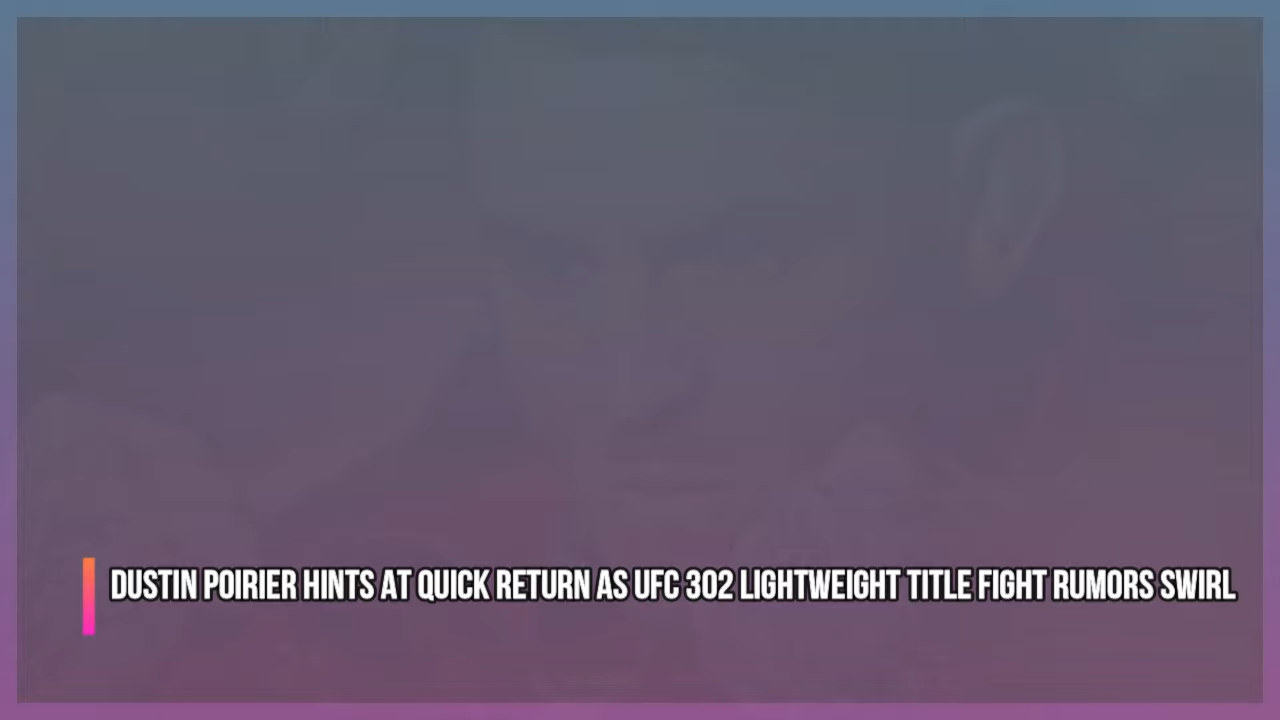 DUSTIN POIRIER HINTS AT QUICK RETURN AS UFC 302 LIGHTWEIGHT TITLE FIGHT RUMORS SWIRL